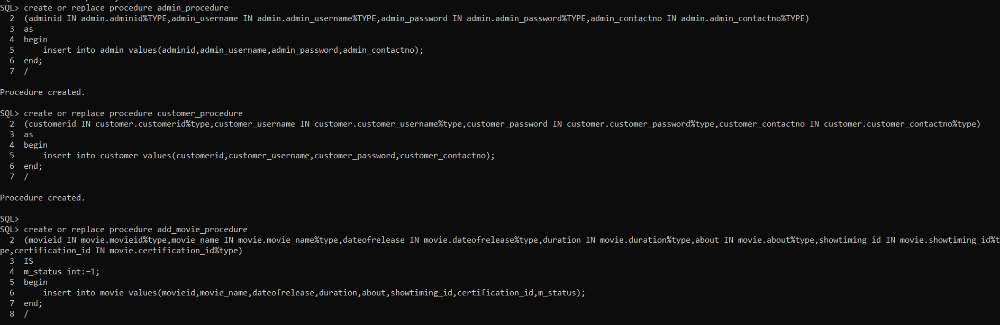 SQL> create or replace procedure admin_procedure
  2  (adminid IN admin.adminid%TYPE,admin_username IN admin.admin_username%TYPE,admin_password IN admin.admin_password%TYPE,admin_contactno IN admin.admin_contactno%TYPE)
  3  as
  4  begin
  5      insert into admin values(adminid,admin_username,admin_password,admin_contactno);
  6  end;
  7  /
Procedure created.
SQL> create or replace procedure customer_procedure
  2  (customerid IN customer.customerid%type,customer_username IN customer.customer_username%type,customer_password IN customer.customer_password%type,customer_contactno IN customer.customer_contactno%type)
  3  as
  4  begin
  5      insert into customer values(customerid,customer_username,customer_password,customer_contactno);
  6  end;
  7  /
Procedure created.
SQL>
SQL> create or replace procedure add_movie_procedure
  2  (movieid IN movie.movieid%type,movie_name IN movie.movie_name%type,dateofrelease IN movie.dateofrelease%type,duration IN movie.duration%type,about IN movie.about%type,showtiming_id IN movie.showtiming_id%t
pe,certification_id IN movie.certification_id%type)
  3  IS
  4  m_status int:=1;
  5  begin
  6      insert into movie values(movieid,movie_name,dateofrelease,duration,about,showtiming_id,certification_id,m_status);
  7  end;
  8  /